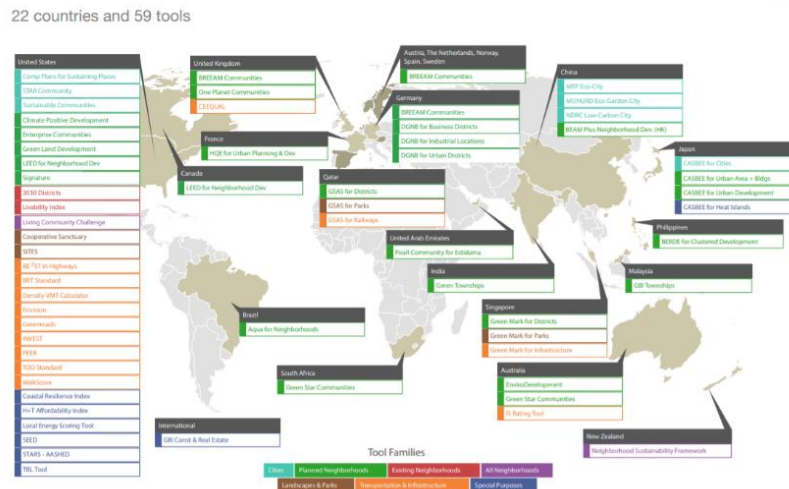 22 countries and 59 tools
United States
Comp Plans for Sustaining Places
STAR Community
Sustainable Communities
Climate Positive Development
Enterprise Communities
Green Land Development
LEED for Neighborhood Dev
Signature
2030 Districts
Livability Index
Living Community Challenge
Cooperative Sanctuary
SITES
BE²ST In Highways
BRT Standard
Density VMT Calculator
Envision
Greenroads
INVEST
PEER
TOD Standard
WalkScore
Coastal Resilience Index
H+T Affordability Index
Local Energy Scoring Tool
SEED
STARS - AASHED
TBL Tool
United Kingdom
BREEAM Communities
One Planet Communities
CEEQUAL
France
HQE for Urban Planning & Dev
Canada
LEED for Neighborhood Dev
Austria, The Netherlands, Norway,
Spain, Sweden
BREEAM Communities
Germany
BREEAM Communities
DGNB for Business Districts
DGNB for Industrial Locations
DGNB for Urban Districts
Qatar
GSAS for Districts
GSAS for Parks
GSAS for Railways
United Arab Emirates
Pearl Community for Estidama
India
Green Townships
China
MEP Eco-City
MOHURD Eco-Garden City
NDRC Low-Carbon City
BEAM Plus Neighborhood Dev. (HK)
Japan
CASBEE for Cities
CASBEE for Urban Area + Bldgs
CASBEE for Urban Development
CASBEE for Heat Islands
Philippines
BERDE for Clustered Development
Malaysia
GBI Townships
Singapore
Green Mark for Districts
Green Mark for Parks
Green Mark for Infrastructure
Brazil
Aqua for Neighborhoods
South Africa
Green Star Communities
Australia
EnviroDevelopment
Green Star Communities
IS Rating Tool
New Zealand
Neighborhood Sustainability Framework
International
GRI Const & Real Estate
Tool Families
Cities
Planned Neighborhoods
Existing Neighborhoods
All Neighborhoods
Landscapes & Parks
Transportation & Infrastructure
Special Purposes